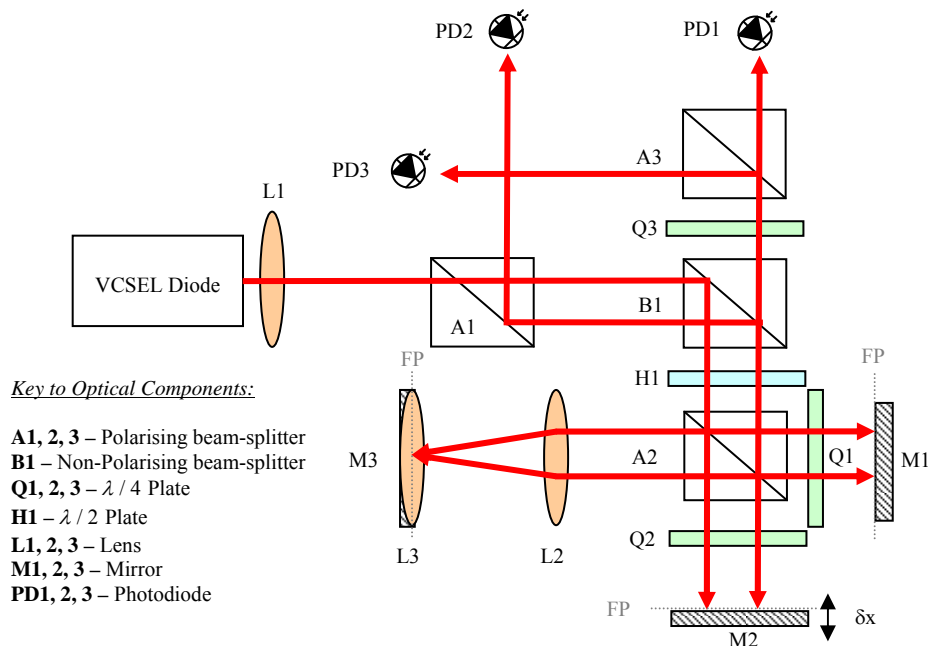 PD2
PD1
A3
PD3
L1
Q3
VCSEL Diode
B1
A1
FP
FP
H1
Key to Optical Components:
A1, 2, 3 – Polarising beam-splitter
B1 – Non-Polarising beam-splitter
Q1, 2, 3 – λ / 4 Plate
H1 – λ / 2 Plate
L1, 2, 3 – Lens
M1, 2, 3 – Mirror
PD1, 2, 3 – Photodiode
M3
A2
Q1
M1
Q2
L3
L2
FP
δx
M2